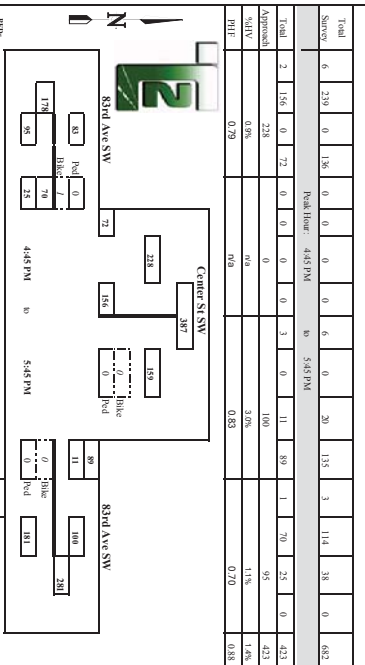 Total
Survey 6 239 0 136 0 0 0 0 6 0 20 135 3 114 38 0 682
Peak Hour: 4:45 PM to 5:45 PM
Total 2 156 0 72 0 0 0 0 3 0 11 89 1 70 25 0 423
Approach 228 0 100 95 423
%HV 0.9% n/a 3.0% 1.1% 1.4%
PHF 0.79 n/a 0.83 0.70 0.88
N
Center St SW
387
228 159
72 156
0 Bike
0 Ped
83rd Ave SW
83rd Ave SW
Ped 0
Bike 1
83
178
70
95
25
89
11
100
281
0 Bike
0 Ped
181
4:45 PM to 5:45 PM